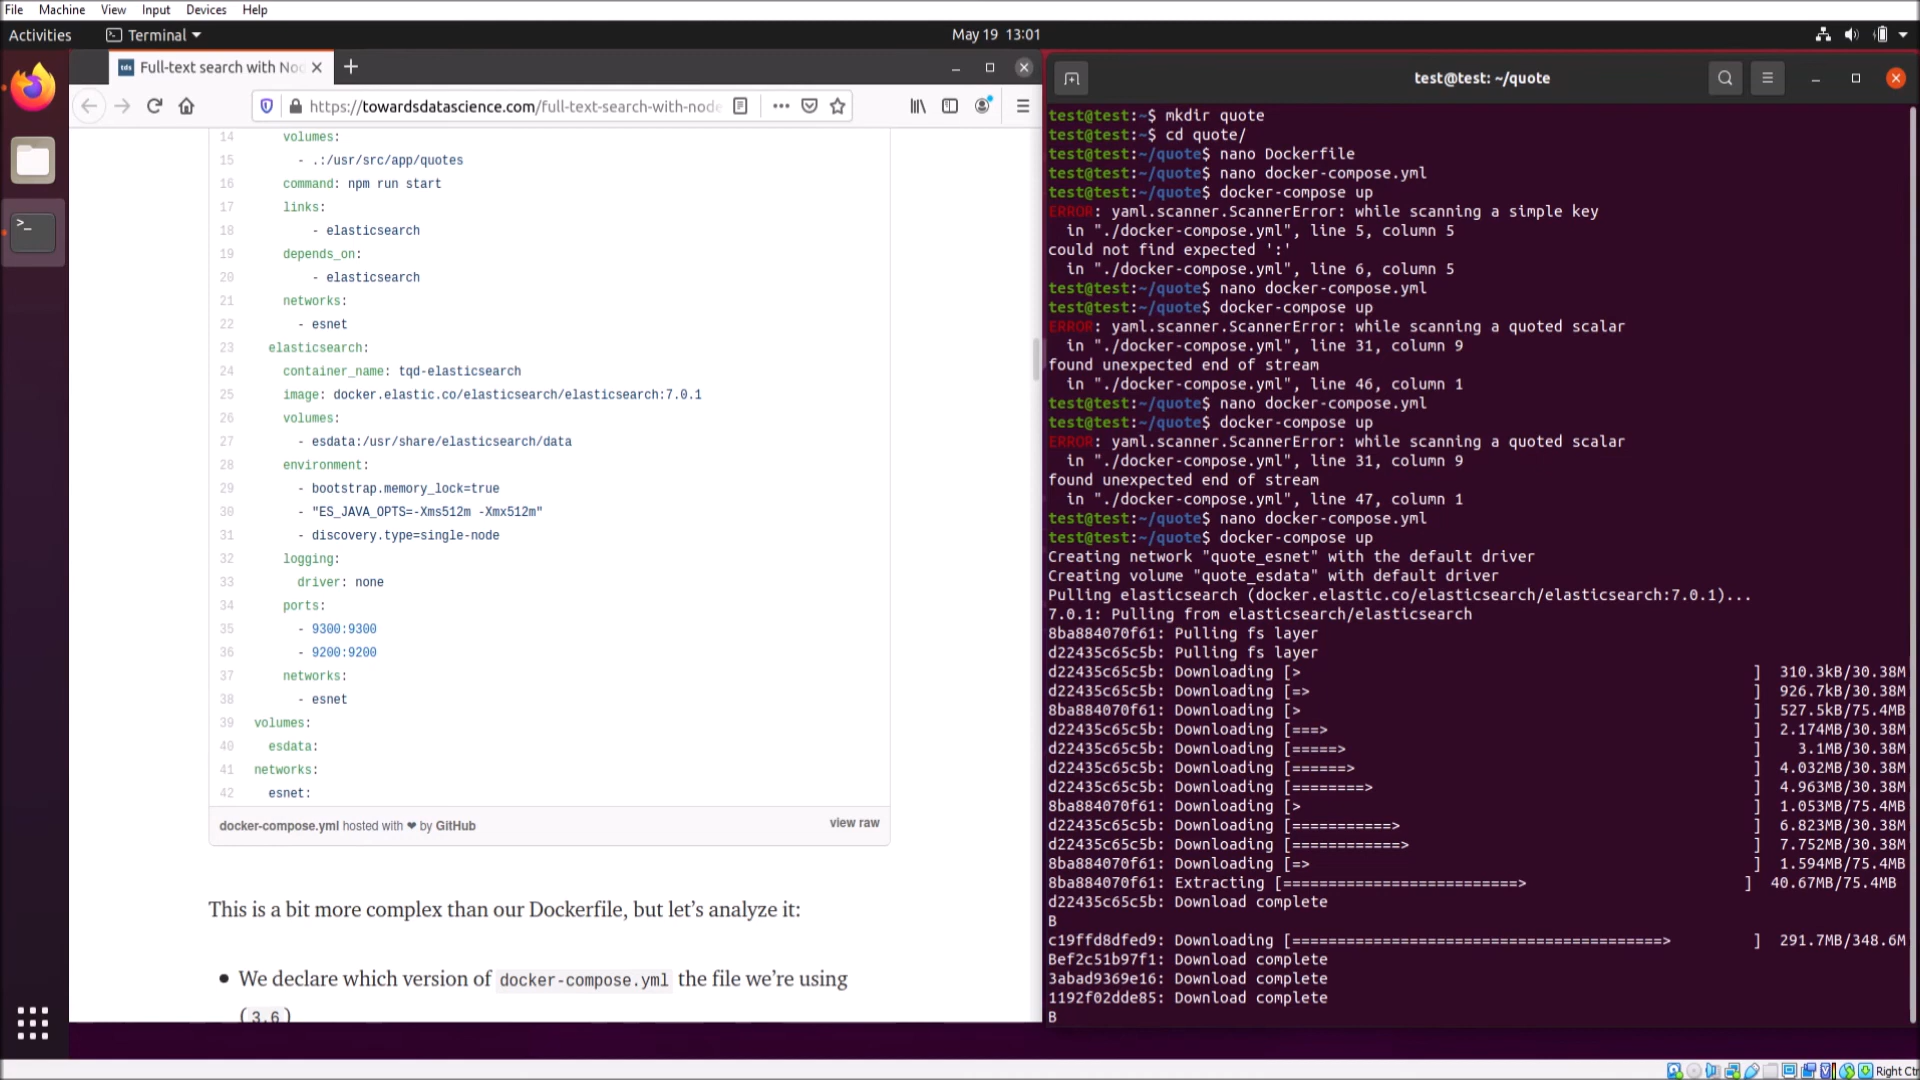 File Machine View Input Devices Help
Activities Terminal May 19 13:01
Full-text search with Nod
https://towardsdatascience.com/full-text-search-with-node
14 volumes:
15 - .:/usr/src/app/quotes
16 command: npm run start
17 links:
18 - elasticsearch
19 depends_on:
20 - elasticsearch
21 networks:
22 - esnet
23 elasticsearch:
24 container_name: tqd-elasticsearch
25 image: docker.elastic.co/elasticsearch/elasticsearch:7.0.1
26 volumes:
27 - esdata:/usr/share/elasticsearch/data
28 environment:
29 - bootstrap.memory_lock=true
30 - "ES_JAVA_OPTS=-Xms512m -Xmx512m"
31 - discovery.type=single-node
32 logging:
33 driver: none
34 ports:
35 - 9300:9300
36 - 9200:9200
37 networks:
38 - esnet
39 volumes:
40 esdata:
41 networks:
42 esnet:
docker-compose.yml hosted with ❤ by GitHub view raw
This is a bit more complex than our Dockerfile, but let’s analyze it:
• We declare which version of docker-compose.yml the file we’re using
(3.6)
test@test: ~/quote
test@test:~$ mkdir quote
test@test:~$ cd quote/
test@test:~/quote$ nano Dockerfile
test@test:~/quote$ nano docker-compose.yml
test@test:~/quote$ docker-compose up
ERROR: yaml.scanner.ScannerError: while scanning a simple key
in "./docker-compose.yml", line 5, column 5
could not find expected ':'
in "./docker-compose.yml", line 6, column 5
test@test:~/quote$ nano docker-compose.yml
test@test:~/quote$ docker-compose up
ERROR: yaml.scanner.ScannerError: while scanning a quoted scalar
in "./docker-compose.yml", line 31, column 9
found unexpected end of stream
in "./docker-compose.yml", line 46, column 1
test@test:~/quote$ nano docker-compose.yml
test@test:~/quote$ docker-compose up
ERROR: yaml.scanner.ScannerError: while scanning a quoted scalar
in "./docker-compose.yml", line 31, column 9
found unexpected end of stream
in "./docker-compose.yml", line 47, column 1
test@test:~/quote$ nano docker-compose.yml
test@test:~/quote$ docker-compose up
Creating network "quote_esnet" with the default driver
Creating volume "quote_esdata" with default driver
Pulling elasticsearch (docker.elastic.co/elasticsearch/elasticsearch:7.0.1)...
7.0.1: Pulling from elasticsearch/elasticsearch
8ba884070f61: Pulling fs layer
d22435c65c5b: Pulling fs layer
d22435c65c5b: Downloading [> ] 310.3kB/30.38M
d22435c65c5b: Downloading [=> ] 926.7kB/30.38M
8ba884070f61: Downloading [> ] 527.5kB/75.4MB
d22435c65c5b: Downloading [===> ] 2.174MB/30.38M
d22435c65c5b: Downloading [=====> ] 3.1MB/30.38M
d22435c65c5b: Downloading [======> ] 4.032MB/30.38M
d22435c65c5b: Downloading [========> ] 4.963MB/30.38M
8ba884070f61: Downloading [> ] 1.053MB/75.4MB
d22435c65c5b: Downloading [===========> ] 6.823MB/30.38M
d22435c65c5b: Downloading [============> ] 7.752MB/30.38M
8ba884070f61: Downloading [=> ] 1.594MB/75.4MB
8ba884070f61: Extracting [==========================> ] 40.67MB/75.4MB
d22435c65c5b: Download complete
B
c19ffd8dfed9: Downloading [=========================================> ] 291.7MB/348.6M
Bef2c51b97f1: Download complete
3abad9369e16: Download complete
1192f02dde85: Download complete
B
Right Ctr